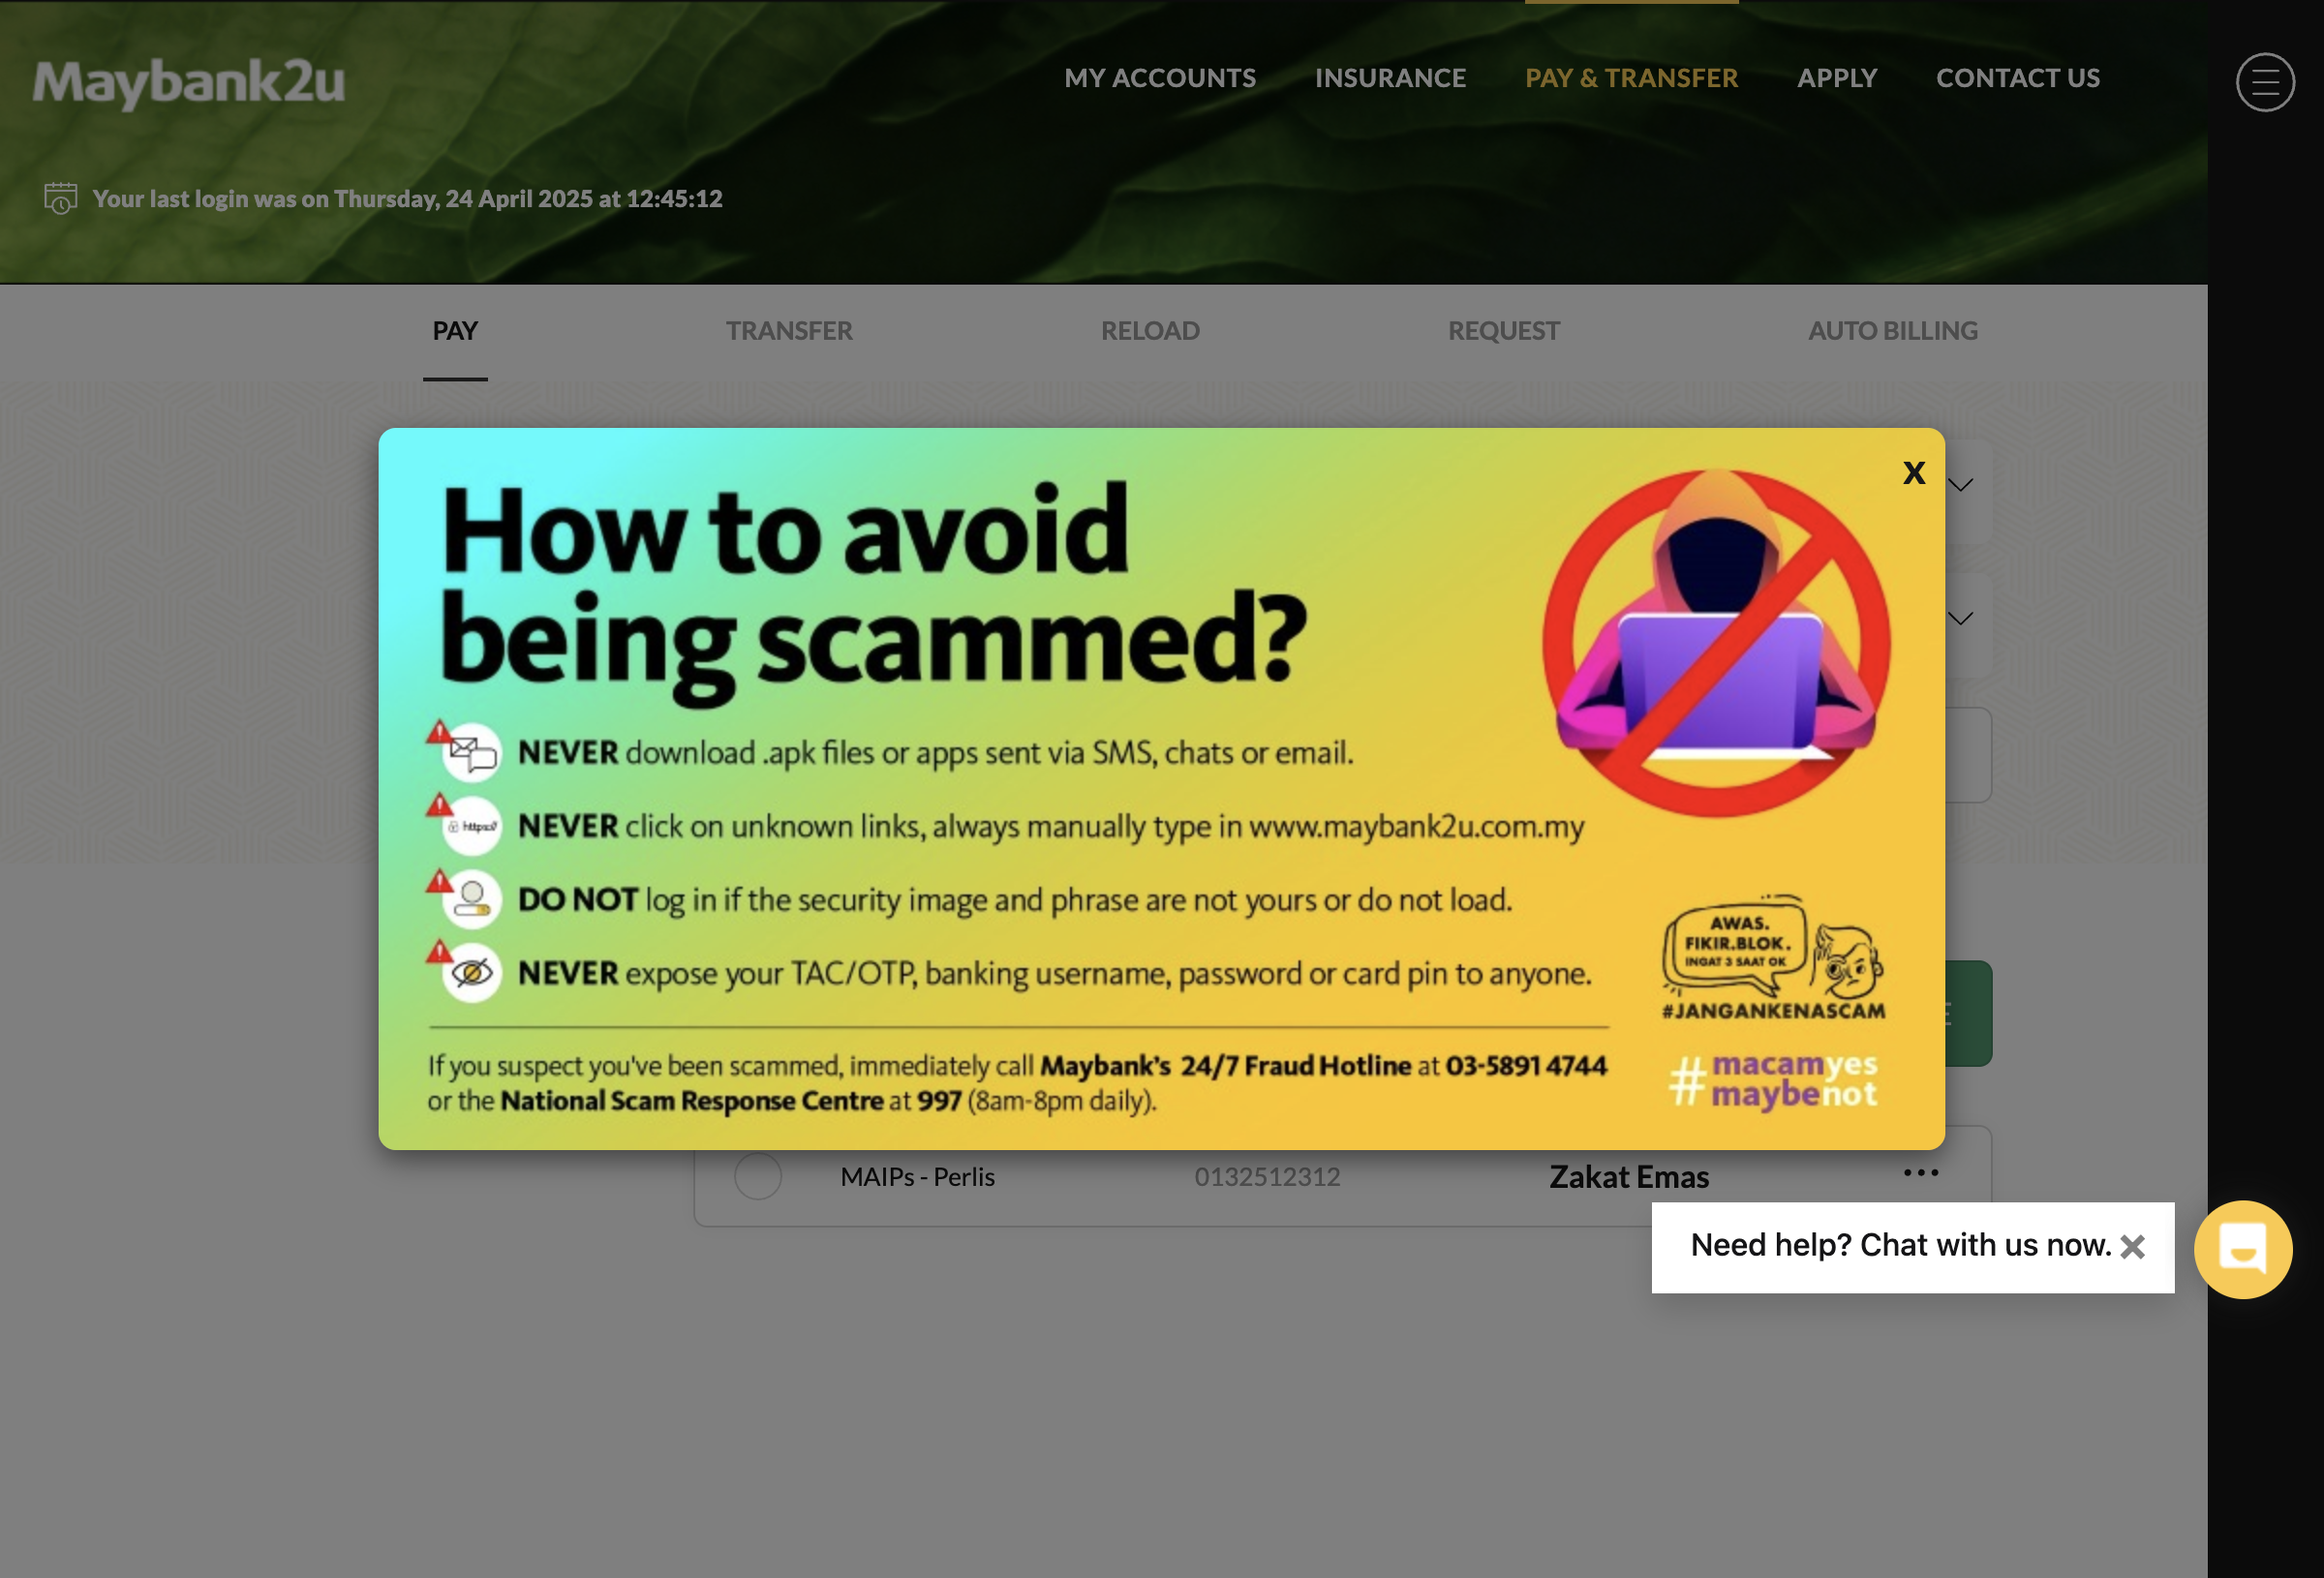 Maybank2u
MY ACCOUNTS
INSURANCE
PAY & TRANSFER
APPLY
CONTACT US
Your last login was on Thursday, 24 April 2025 at 12:45:12
PAY
TRANSFER
RELOAD
REQUEST
AUTO BILLING
X
How to avoid
being scammed?
NEVER download .apk files or apps sent via SMS, chats or email.
https://
NEVER click on unknown links, always manually type in www.maybank2u.com.my
DO NOT log in if the security image and phrase are not yours or do not load.
NEVER expose your TAC/OTP, banking username, password or card pin to anyone.
If you suspect you've been scammed, immediately call Maybank's 24/7 Fraud Hotline at 03-5891 4744
or the National Scam Response Centre at 997 (8am-8pm daily).
AWAS.
FIKIR.BLOK.
INGAT 3 SAAT OK
#JANGANKENASCAM
#macamyes
maybenot
MAIPs - Perlis
0132512312
Zakat Emas
Need help? Chat with us now.